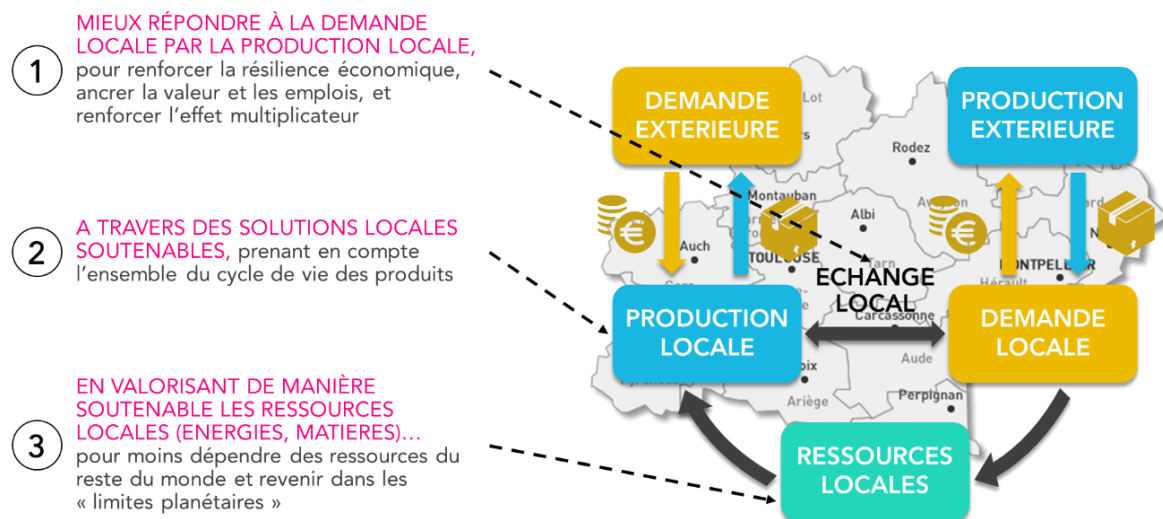 1
MIEUX RÉPONDRE À LA DEMANDE
LOCALE PAR LA PRODUCTION LOCALE,
pour renforcer la résilience économique,
ancrer la valeur et les emplois, et
renforcer l'effet multiplicateur
2
A TRAVERS DES SOLUTIONS LOCALES
SOUTENABLES, prenant en compte
l'ensemble du cycle de vie des produits
3
EN VALORISANT DE MANIÈRE
SOUTENABLE LES RESSOURCES
LOCALES (ENERGIES, MATIERES)...
pour moins dépendre des ressources du
reste du monde et revenir dans les
« limites planétaires »
DEMANDE
EXTERIEURE
PRODUCTION
EXTERIEURE
Lot
Rodez
Montauban
Albi
Auch
TOULOUSE
Tarn
MONTPELLIER
Hérault
ECHANGE
LOCAL
PRODUCTION
LOCALE
DEMANDE
LOCALE
Carcassonne
Aude
Ariège
Perpignan
RESSOURCES
LOCALES